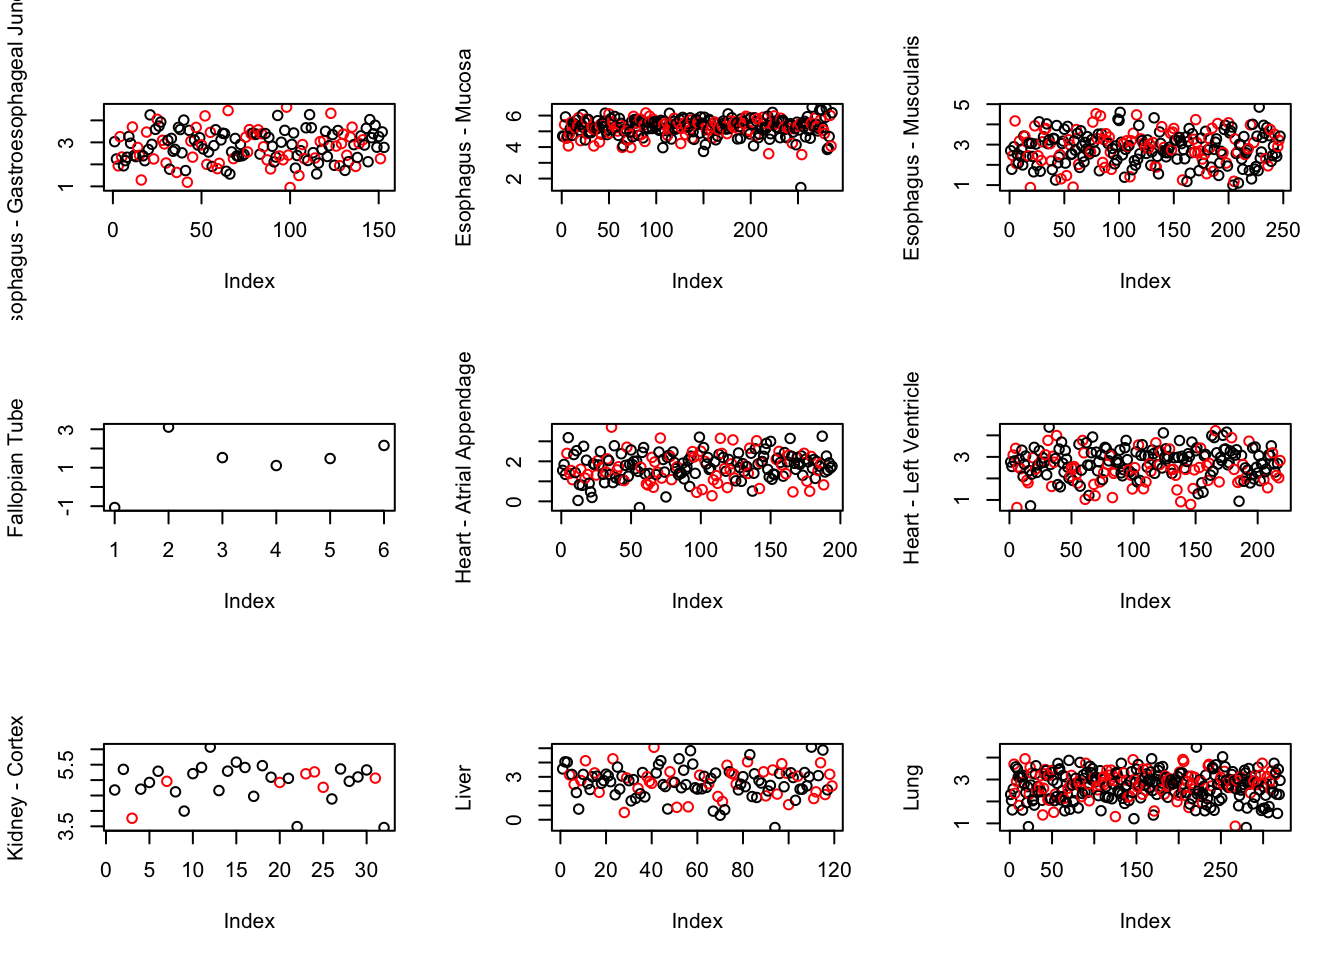 sophagus - Gastroesophageal Junc
1 3
0 50 100 150
Index
Esophagus - Mucosa
2 4 6
0 50 100 200
Index
Esophagus - Muscularis
1 3 5
0 50 100 150 200 250
Index
Fallopian Tube
-1 1 3
1 2 3 4 5 6
Index
Heart - Atrial Appendage
0 2
0 50 100 150 200
Index
Heart - Left Ventricle
1 3
0 50 100 150 200
Index
Kidney - Cortex
3.5 5.5
0 5 10 15 20 25 30
Index
Liver
0 3
0 20 40 60 80 120
Index
Lung
1 3
0 50 150 250
Index